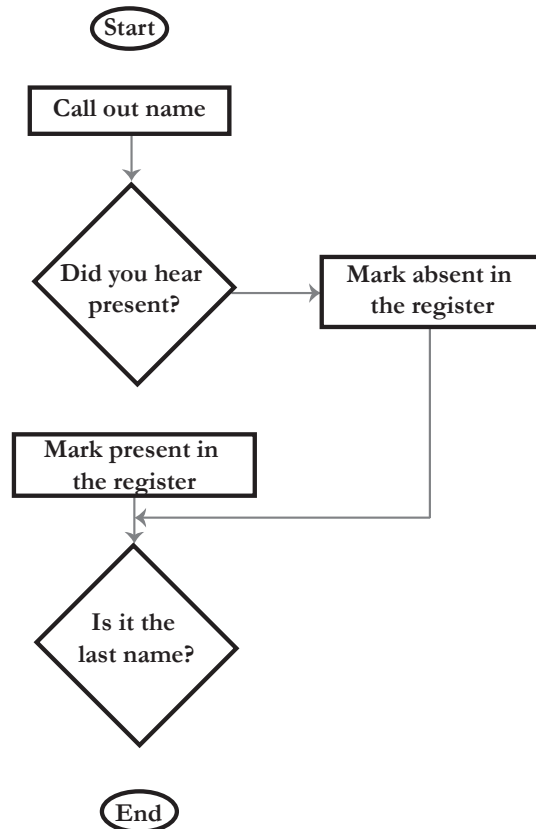 Start
Call out name
Did you hear
present?
Mark absent in
the register
Mark present in
the register
Is it the
last name?
End